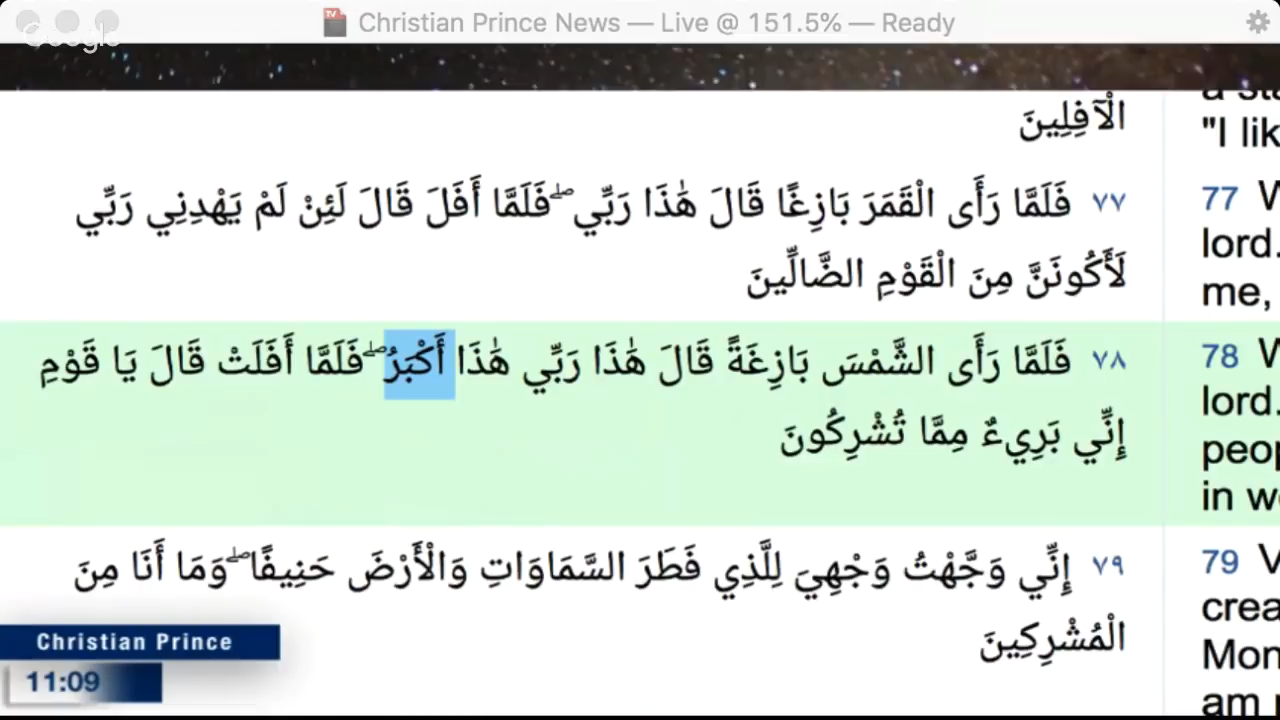 Christian Prince News — Live @ 151.5% — Ready
Google
الْآفِلِينَ
٧٧ فَلَمَّا رَأَى الْقَمَرَ بَازِغًا قَالَ هَٰذَا رَبِّي ۖ فَلَمَّا أَفَلَ قَالَ لَئِنْ لَمْ يَهْدِنِي رَبِّي
لَأَكُونَنَّ مِنَ الْقَوْمِ الضَّالِّينَ
٧٨ فَلَمَّا رَأَى الشَّمْسَ بَازِغَةً قَالَ هَٰذَا رَبِّي هَٰذَا أَكْبَرُ ۖ فَلَمَّا أَفَلَتْ قَالَ يَا قَوْمِ
إِنِّي بَرِيءٌ مِمَّا تُشْرِكُونَ
٧٩ إِنِّي وَجَّهْتُ وَجْهِيَ لِلَّذِي فَطَرَ السَّمَاوَاتِ وَالْأَرْضَ حَنِيفًا ۖ وَمَا أَنَا مِنَ
الْمُشْرِكِينَ
"I lik
77 W
lord.
me,
78 W
lord.
peop
in w
79
crea
Mon
am
Christian Prince
11:09